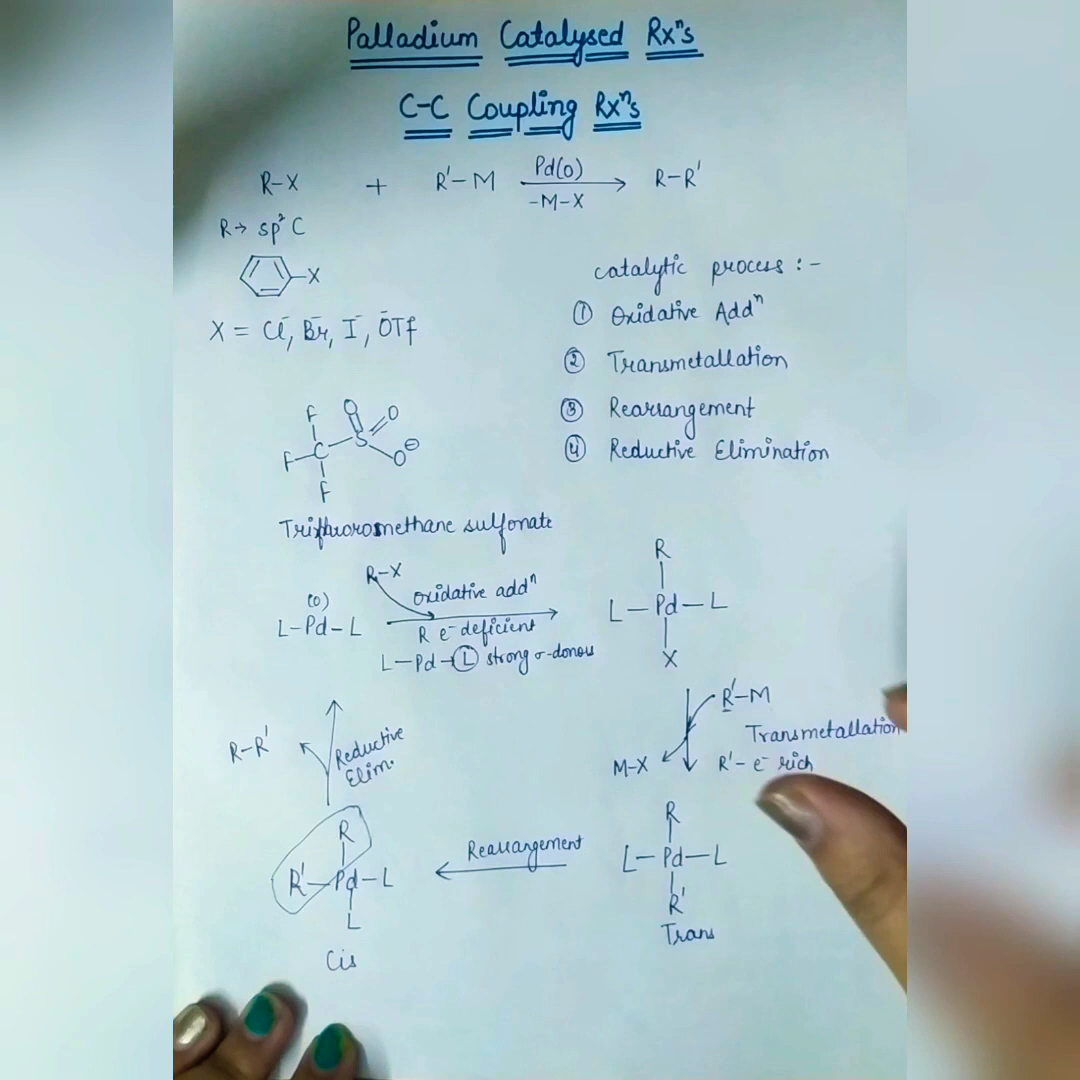 Palladium Catalysed Rxⁿs
C-C Coupling Rxⁿs
R-X + R'-M Pd(0) -M-X R-R'
R→ sp² C
X
X = Cl⁻, Br⁻, I⁻, ⁻OTf
catalytic process :-
① Oxidative Addⁿ
② Transmetallation
③ Rearrangement
④ Reductive Elimination
F O O
F-C-S
F O⊖
Trifluoromethane sulfonate
R-X
(0)
L-Pd-L
oxidative addⁿ
R e⁻ deficient
L-Pd-L strong σ-donor
R
L-Pd-L
X
R'-M
Transmetallation
M-X
R'- e⁻ rich
R
L-Pd-L
R'
Trans
Rearrangement
R
R'-Pd-L
L
Cis
Reductive
Elim.
R-R'